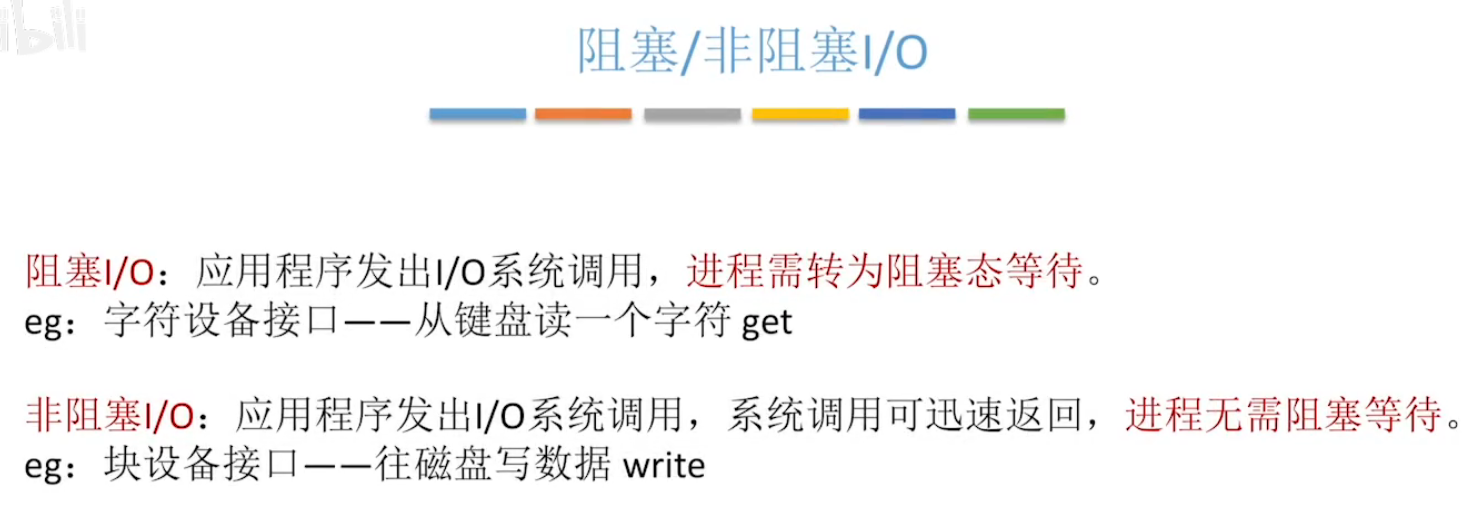 bili
阻塞/非阻塞I/O
阻塞I/O：应用程序发出I/O系统调用，进程需转为阻塞态等待。
eg：字符设备接口——从键盘读一个字符 get
非阻塞I/O：应用程序发出I/O系统调用，系统调用可迅速返回，进程无需阻塞等待。
eg：块设备接口——往磁盘写数据 write